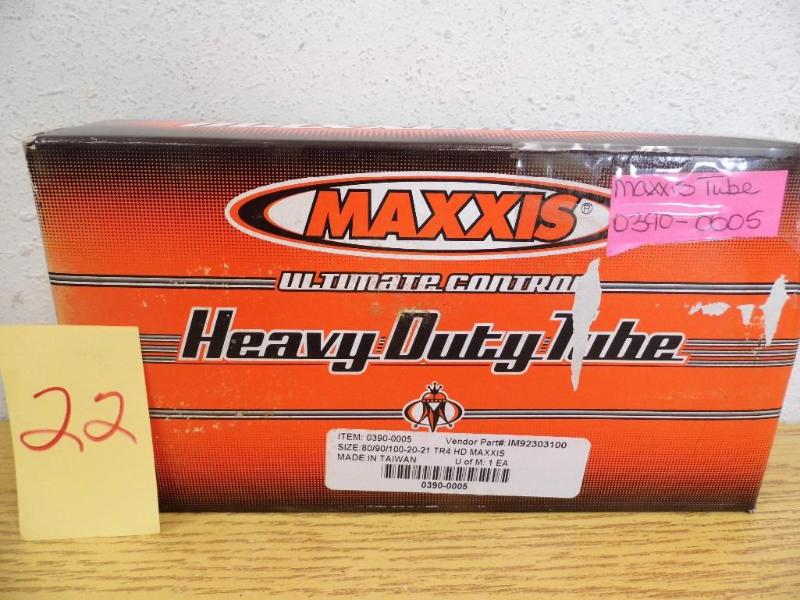 MAXXIS®
Maxxis Tube
0390-0005
ULTIMATE CONTROL
Heavy Duty Tube
22
ITEM: 0390-0005 Vendor Part#: IM92303100
SIZE:80/90/100-20-21 TR4 HD MAXXIS
MADE IN TAIWAN U of M: 1 EA
0390-0005